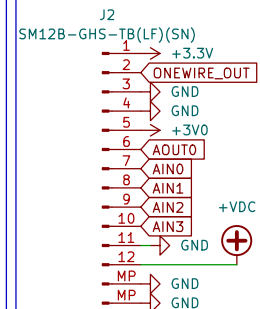 J2
SM12B-GHS-TB(LF)(SN)
1 +3.3V
2 ONEWIRE_OUT
3 GND
4 GND
5 +3V0
6 AOUT0
7 AIN0
8 AIN1
9 AIN2
10 AIN3
+VDC
11 GND
12
MP GND
MP GND